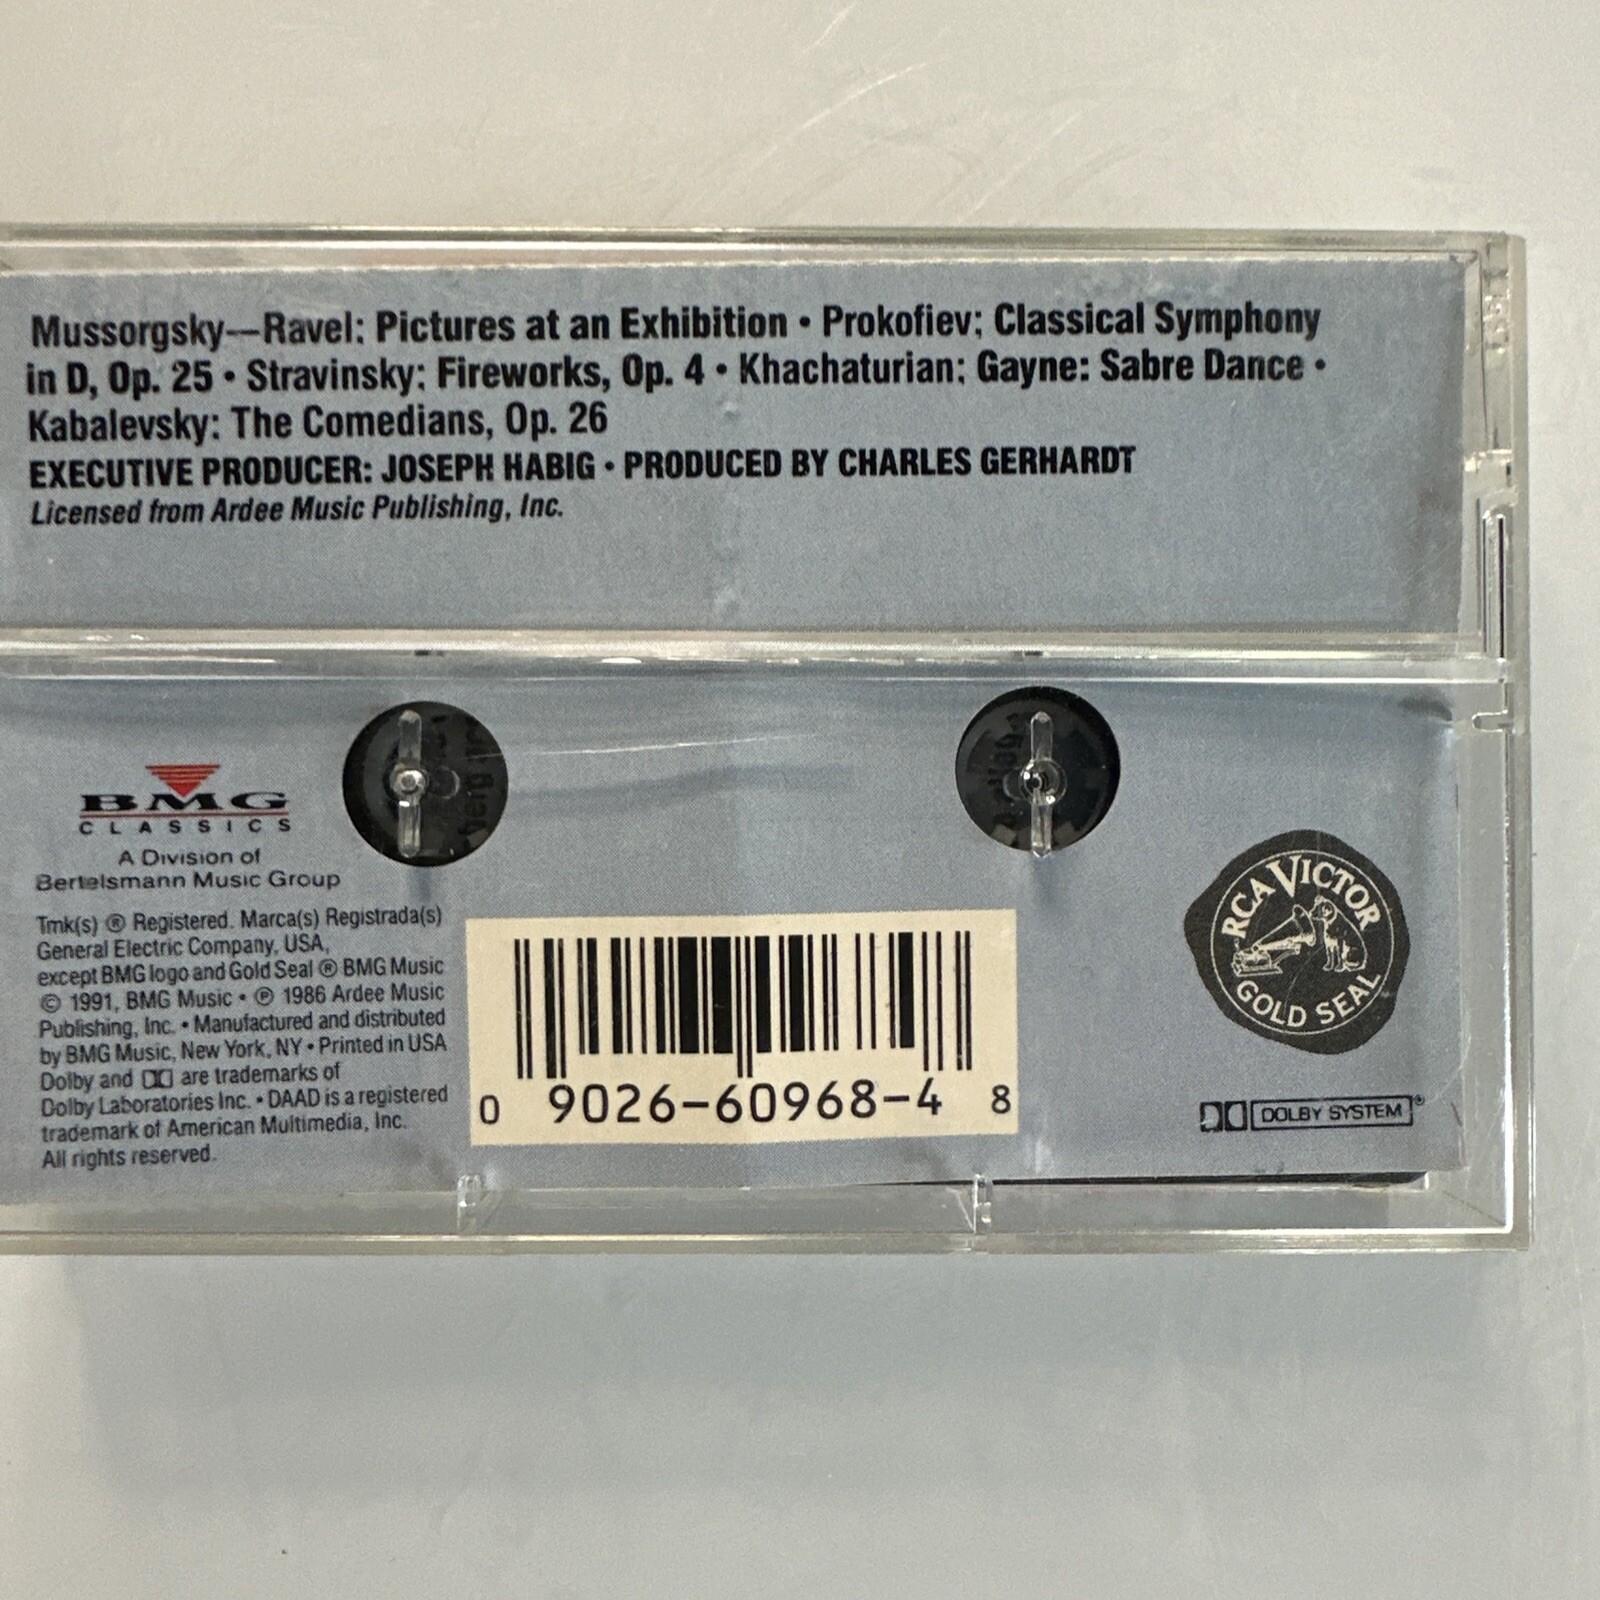 Mussorgsky—Ravel: Pictures at an Exhibition • Prokofiev: Classical Symphony
in D, Op. 25 • Stravinsky: Fireworks, Op. 4 • Khachaturian: Gayne: Sabre Dance •
Kabalevsky: The Comedians, Op. 26
EXECUTIVE PRODUCER: JOSEPH HABIG • PRODUCED BY CHARLES GERHARDT
Licensed from Ardee Music Publishing, Inc.
BMG
CLASSICS
A Division of
Bertelsmann Music Group
Tmk(s) ® Registered. Marca(s) Registrada(s)
General Electric Company, USA,
except BMG logo and Gold Seal ® BMG Music
© 1991, BMG Music • ℗ 1986 Ardee Music
Publishing, Inc. • Manufactured and distributed
by BMG Music, New York, NY • Printed in USA
Dolby and are trademarks of
Dolby Laboratories Inc. • DAAD is a registered
trademark of American Multimedia, Inc.
All rights reserved.
0 9026-60968-4 8
RCA VICTOR
GOLD SEAL
DOLBY SYSTEM®